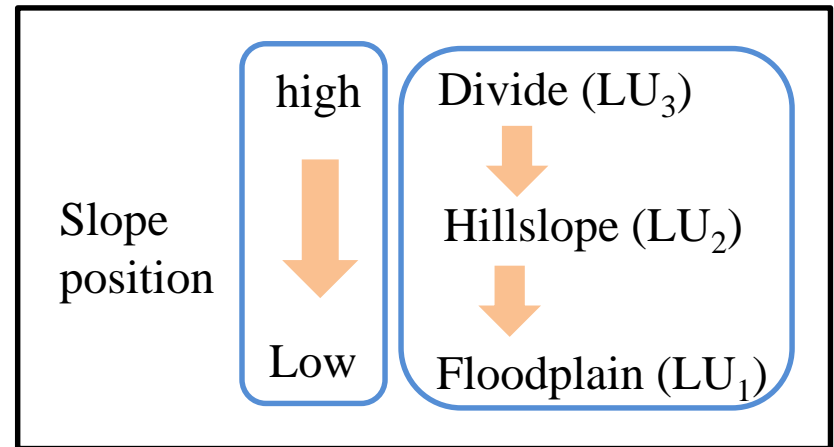 high
Divide (LU₃)
Slope
position
Hillslope (LU₂)
Low
Floodplain (LU₁)